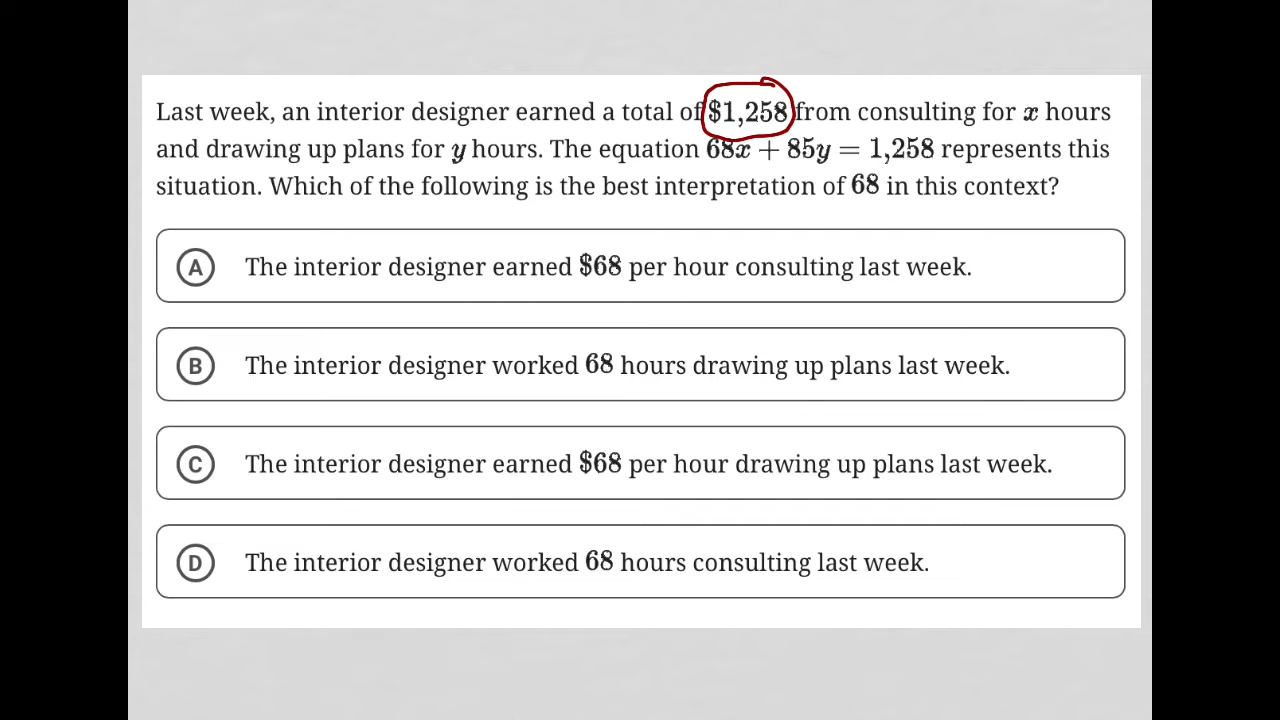 Last week, an interior designer earned a total of $1,258 from consulting for x hours
and drawing up plans for y hours. The equation 68x + 85y = 1,258 represents this
situation. Which of the following is the best interpretation of 68 in this context?
A The interior designer earned $68 per hour consulting last week.
B The interior designer worked 68 hours drawing up plans last week.
C The interior designer earned $68 per hour drawing up plans last week.
D The interior designer worked 68 hours consulting last week.